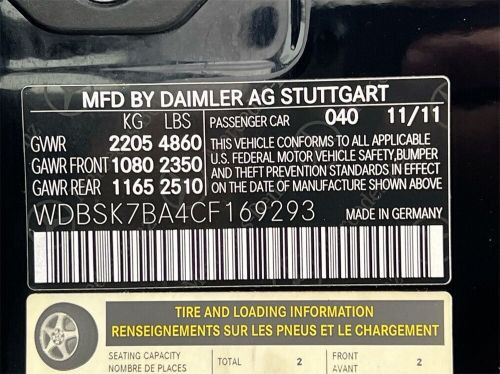 MFD BY DAIMLER AG STUTTGART
KG LBS PASSENGER CAR 040 11/11
GVWR 2205 4860 THIS VEHICLE CONFORMS TO ALL APPLICABLE
GAWR FRONT 1080 2350 U.S. FEDERAL MOTOR VEHICLE SAFETY, BUMPER
GAWR REAR 1165 2510 AND THEFT PREVENTION STANDARDS IN EFFECT
ON THE DATE OF MANUFACTURE SHOWN ABOVE
WDBSK7BA4CF169293 MADE IN GERMANY
TIRE AND LOADING INFORMATION
RENSEIGNEMENTS SUR LES PNEUS ET LE CHARGEMENT
SEATING CAPACITY TOTAL 2 FRONT 2
NOMBRE DE PLACES AVANT